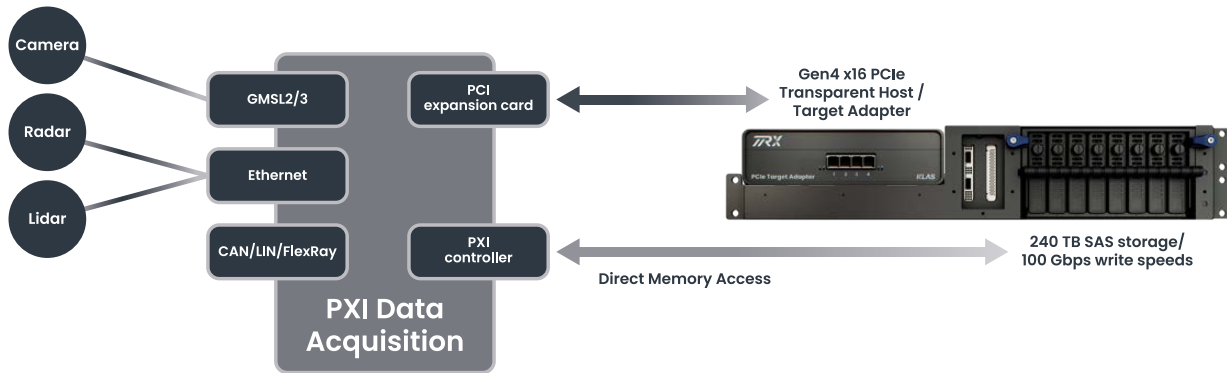 Camera
Radar
Lidar
GMSL2/3
Ethernet
CAN/LIN/FlexRay
PCI
expansion card
PXI
controller
PXI Data
Acquisition
Direct Memory Access
Gen4 x16 PCIe
Transparent Host /
Target Adapter
TRX
PCIe Target Adapter
1 2 3 4
KLAS
240 TB SAS storage/
100 Gbps write speeds